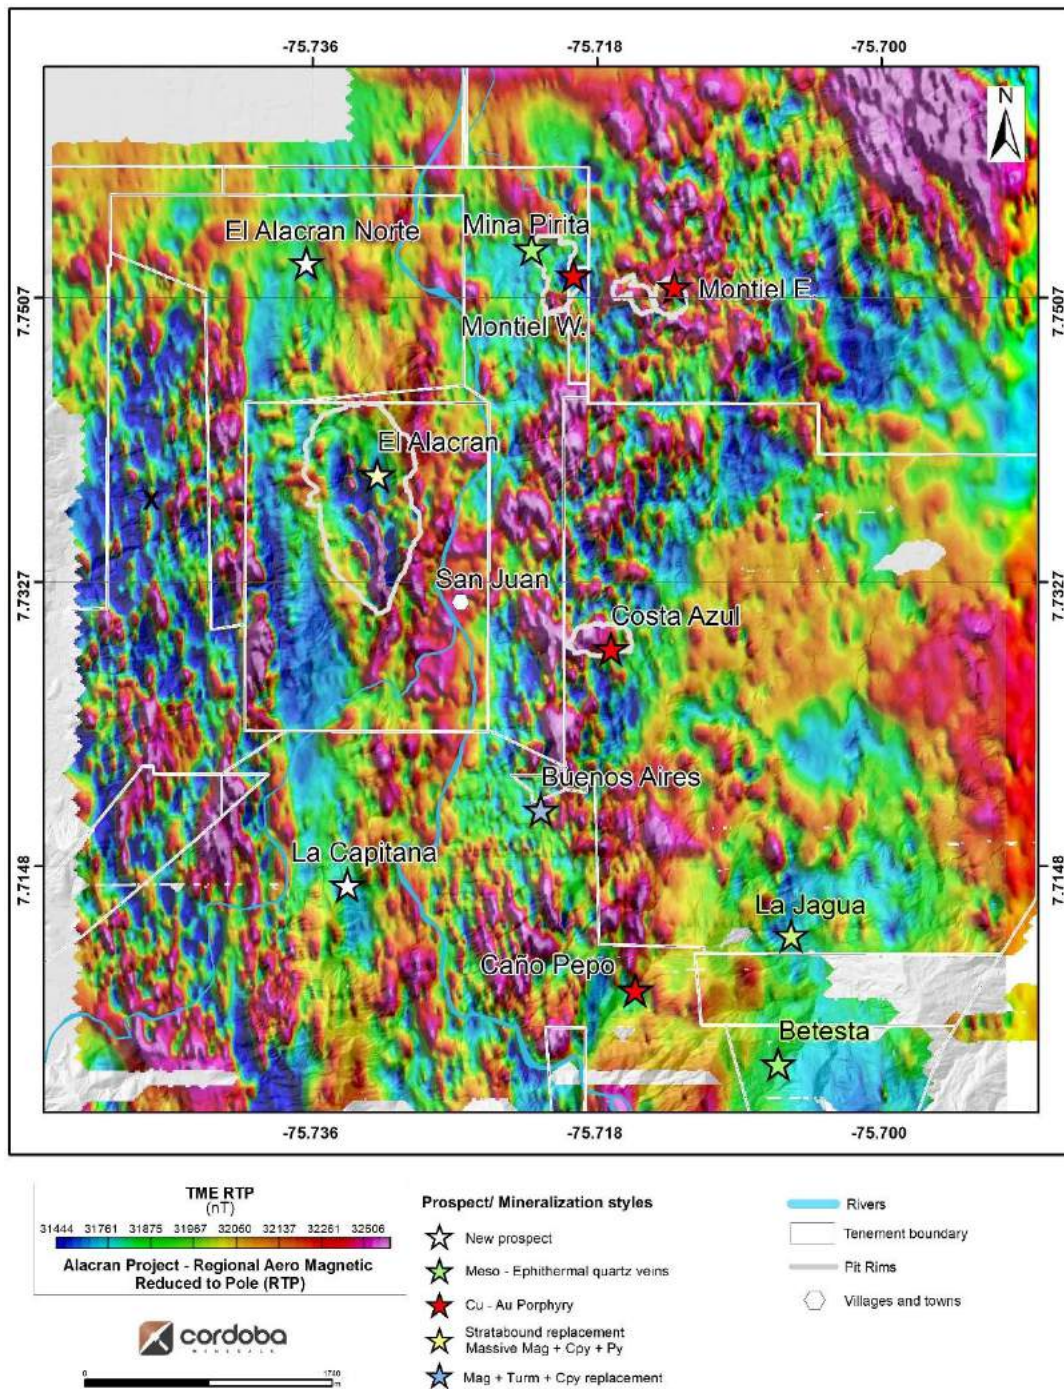 -75.736 -75.718 -75.700
N
El Alacran Norte
Mina Pirita
Montiel E.
7.7507 7.7507
Montiel W.
El Alacran
X
7.7327 7.7327
San Juan
Costa Azul
Buenos Aires
La Capitana
7.7148 7.7148
La Jagua
Caño Pepo
Betesta
-75.736 -75.718 -75.700
TME RTP
(nT)
31444 31761 31875 31967 32060 32137 32261 32506
Alacran Project - Regional Aero Magnetic
Reduced to Pole (RTP)
cordoba
MINERALS
0 1740
m
Prospect/ Mineralization styles
New prospect
Meso - Ephithermal quartz veins
Cu - Au Porphyry
Stratabound replacement
Massive Mag + Cpy + Py
Mag + Turm + Cpy replacement
Rivers
Tenement boundary
Pit Rims
Villages and towns